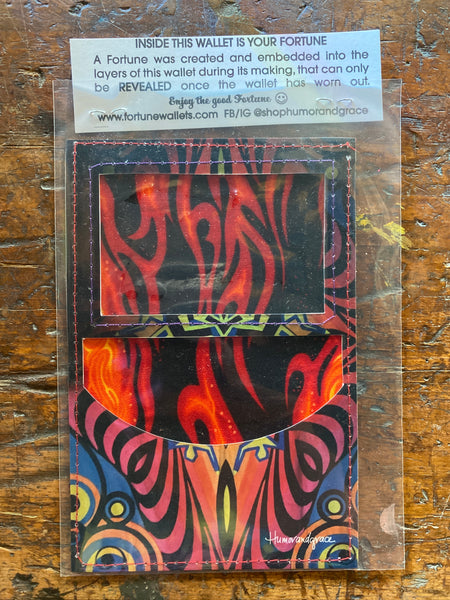 INSIDE THIS WALLET IS YOUR FORTUNE
A Fortune was created and embedded into the
layers of this wallet during its making, that can only
be REVEALED once the wallet has worn out.
Enjoy the good Fortune ☺
www.fortunewallets.com FB/IG @shophumorandgrace
Humorandgrace